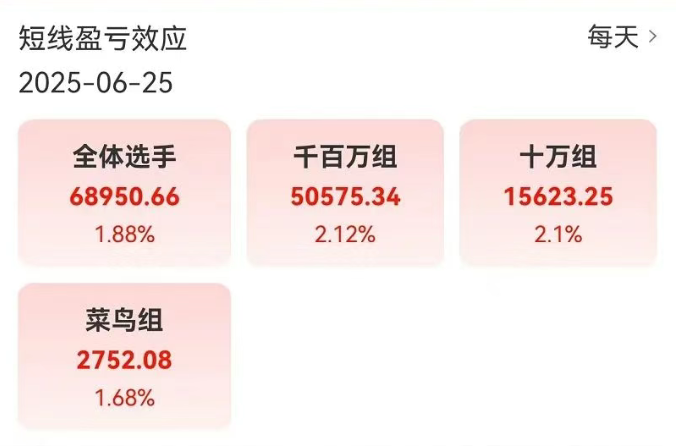 短线盈亏效应
每天 >
2025-06-25
全体选手
68950.66
1.88%
千百万组
50575.34
2.12%
十万组
15623.25
2.1%
菜鸟组
2752.08
1.68%